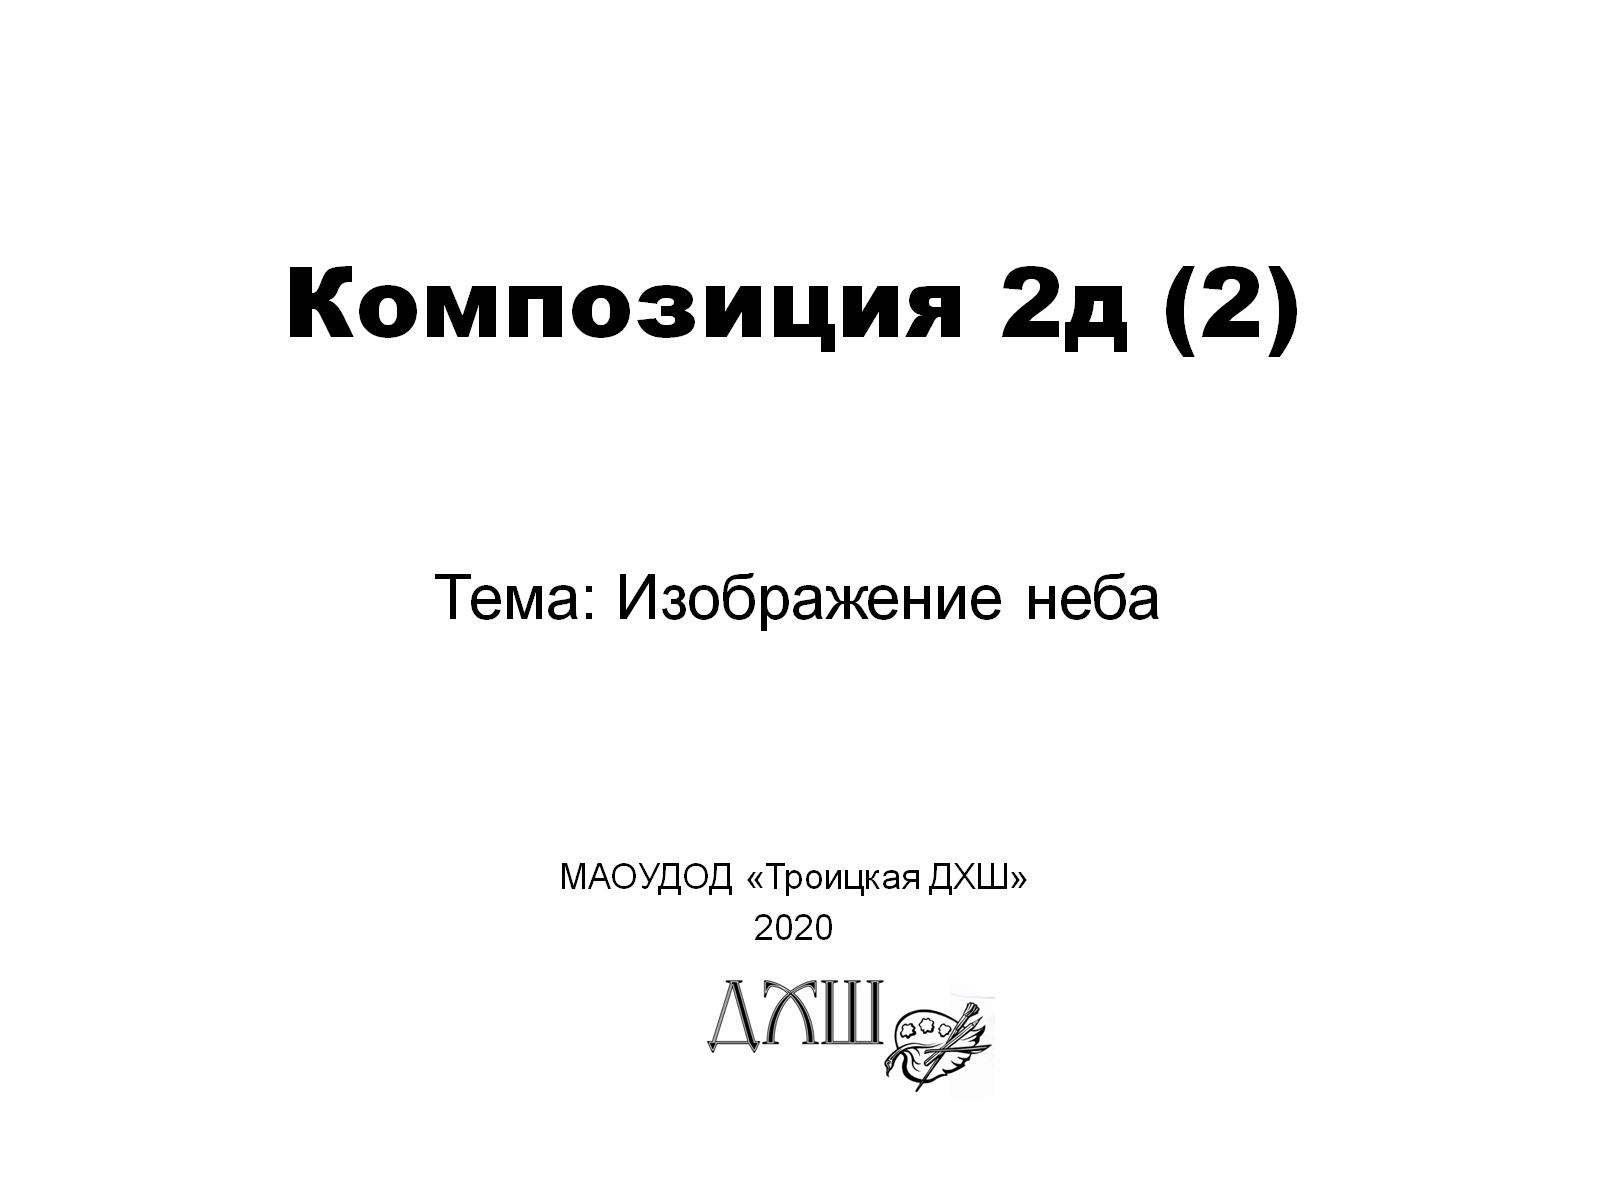 Композиция 2д (2)
Тема: Изображение неба
МАОУДОД «Троицкая ДХШ»
2020
ДХШ